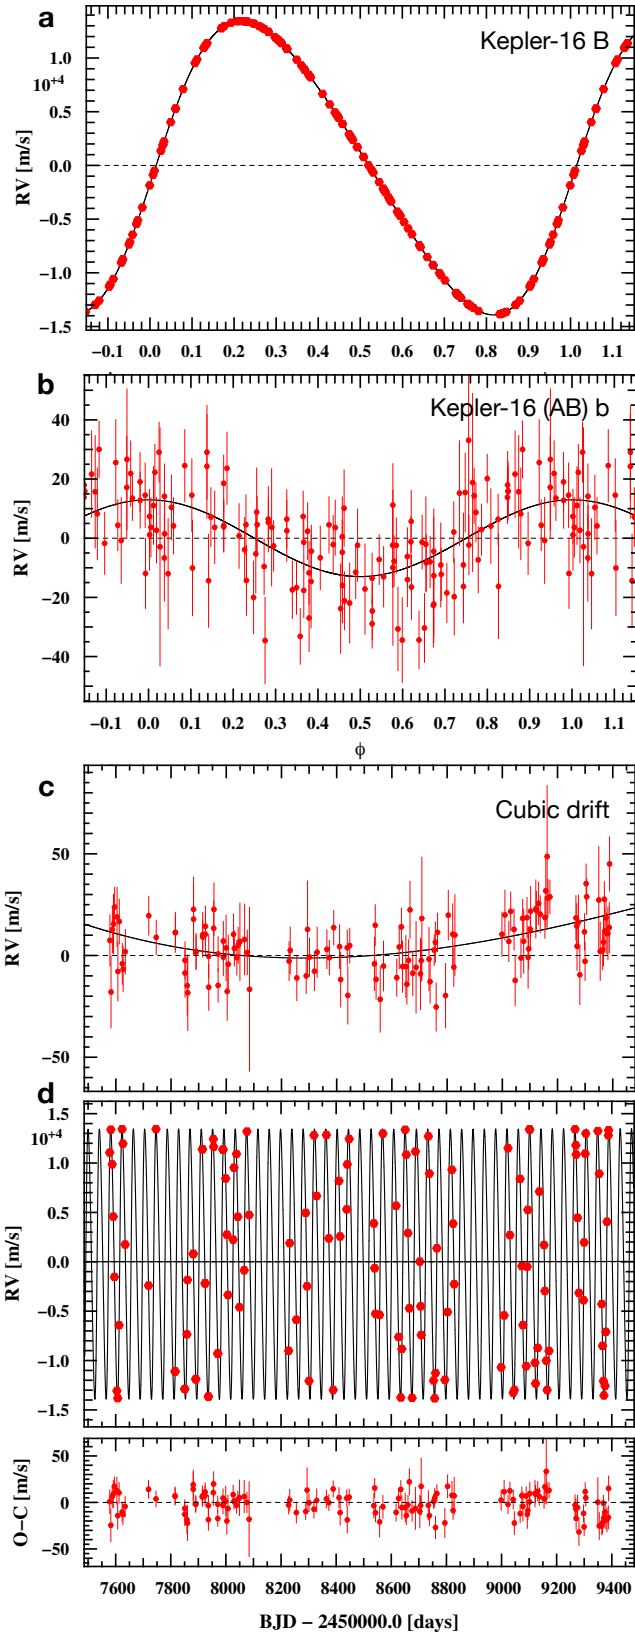 a
Kepler-16 B
1.0
10+4
0.5
0.0
−0.5
−1.0
−1.5
RV [m/s]
−0.1 0.0 0.1 0.2 0.3 0.4 0.5 0.6 0.7 0.8 0.9 1.0 1.1
b
Kepler-16 (AB) b
40
20
0
−20
−40
RV [m/s]
−0.1 0.0 0.1 0.2 0.3 0.4 0.5 0.6 0.7 0.8 0.9 1.0 1.1
ϕ
c
Cubic drift
50
0
−50
RV [m/s]
d
1.5
10+4
1.0
0.5
0.0
−0.5
−1.0
−1.5
RV [m/s]
50
0
−50
O−C [m/s]
7600 7800 8000 8200 8400 8600 8800 9000 9200 9400
BJD − 2450000.0 [days]